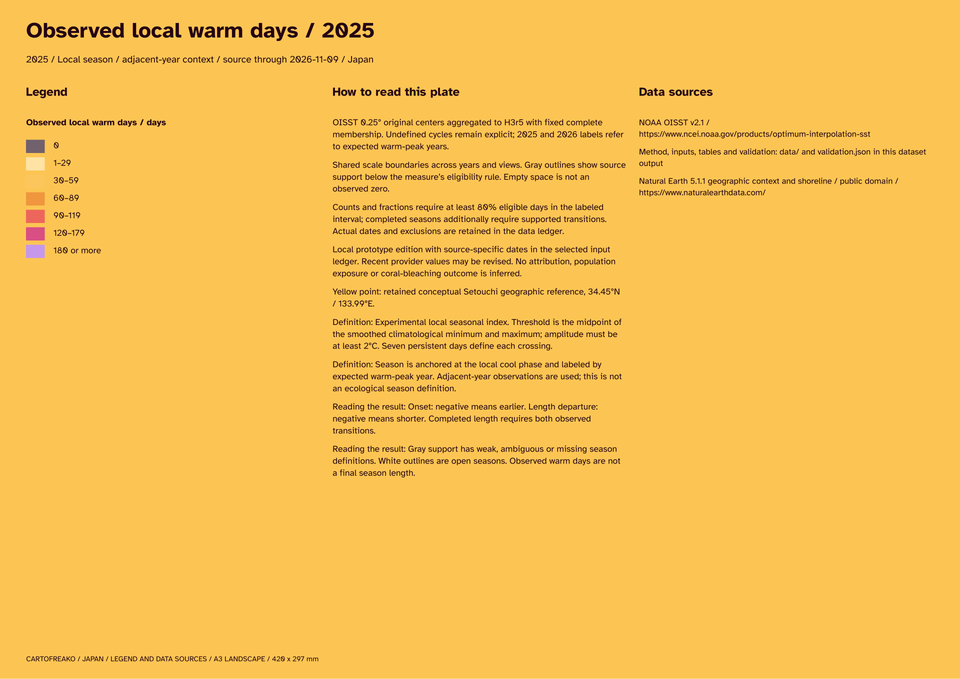 Observed local warm days / 2025
2025 / Local season / adjacent-year context / source through 2026-11-09 / Japan
Legend
Observed local warm days / days
0
1–29
30–59
60–89
90–119
120–179
180 or more
How to read this plate
OISST 0.25° original centers aggregated to H3r5 with fixed complete
membership. Undefined cycles remain explicit; 2025 and 2026 labels refer
to expected warm-peak years.
Shared scale boundaries across years and views. Gray outlines show source
support below the measure's eligibility rule. Empty space is not an
observed zero.
Counts and fractions require at least 80% eligible days in the labeled
interval; completed seasons additionally require supported transitions.
Actual dates and exclusions are retained in the data ledger.
Local prototype edition with source-specific dates in the selected input
ledger. Recent provider values may be revised. No attribution, population
exposure or coral-bleaching outcome is inferred.
Yellow point: retained conceptual Setouchi geographic reference, 34.45°N
/ 133.99°E.
Definition: Experimental local seasonal index. Threshold is the midpoint of
the smoothed climatological minimum and maximum; amplitude must be
at least 2°C. Seven persistent days define each crossing.
Definition: Season is anchored at the local cool phase and labeled by
expected warm-peak year. Adjacent-year observations are used; this is not
an ecological season definition.
Reading the result: Onset: negative means earlier. Length departure:
negative means shorter. Completed length requires both observed
transitions.
Reading the result: Gray support has weak, ambiguous or missing season
definitions. White outlines are open seasons. Observed warm days are not
a final season length.
Data sources
NOAA OISST v2.1 /
https://www.ncei.noaa.gov/products/optimum-interpolation-sst
Method, inputs, tables and validation: data/ and validation.json in this dataset
output
Natural Earth 5.1.1 geographic context and shoreline / public domain /
https://www.naturalearthdata.com/
CARTOFREAKO / JAPAN / LEGEND AND DATA SOURCES / A3 LANDSCAPE / 420 x 297 mm